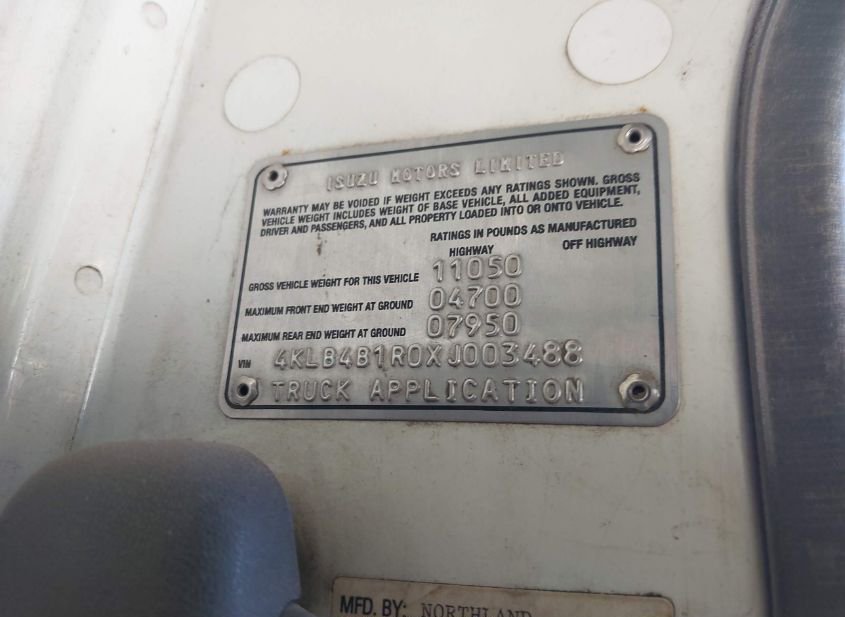 ISUZU MOTORS LIMITED
WARRANTY MAY BE VOIDED IF WEIGHT EXCEEDS ANY RATINGS SHOWN. GROSS
VEHICLE WEIGHT INCLUDES WEIGHT OF BASE VEHICLE, ALL ADDED EQUIPMENT,
DRIVER AND PASSENGERS, AND ALL PROPERTY LOADED INTO OR ONTO VEHICLE.
RATINGS IN POUNDS AS MANUFACTURED
HIGHWAY OFF HIGHWAY
GROSS VEHICLE WEIGHT FOR THIS VEHICLE 11050
MAXIMUM FRONT END WEIGHT AT GROUND 04700
MAXIMUM REAR END WEIGHT AT GROUND 07950
VIN 4KLB4B1R0XJ003488
TRUCK APPLICATION
MFD. BY: NORTHLAND